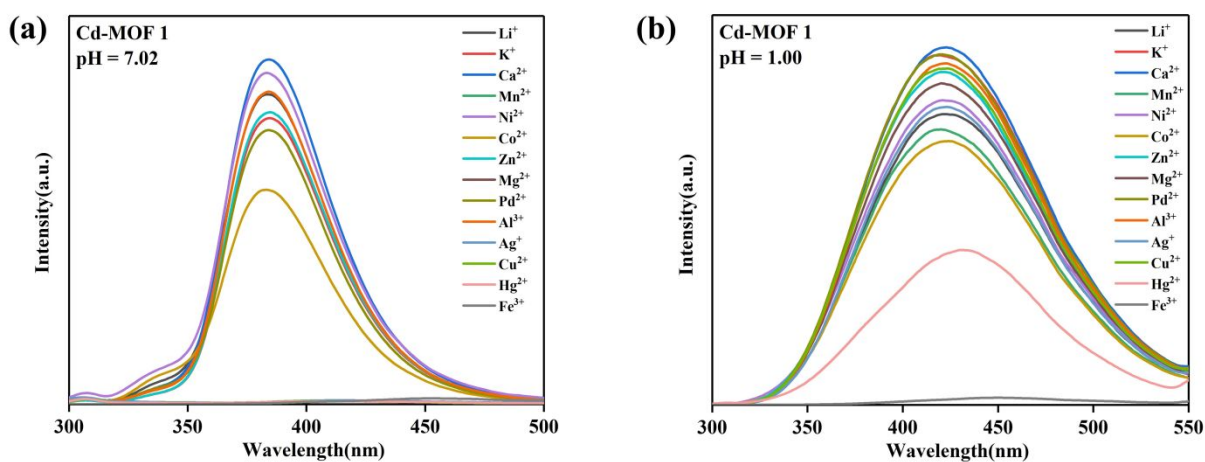 (a)
Cd-MOF 1
pH = 7.02
Li⁺
K⁺
Ca²⁺
Mn²⁺
Ni²⁺
Co²⁺
Zn²⁺
Mg²⁺
Pd²⁺
Al³⁺
Ag⁺
Cu²⁺
Hg²⁺
Fe³⁺
Intensity(a.u.)
300 350 400 450 500
Wavelength(nm)
(b)
Cd-MOF 1
pH = 1.00
Li⁺
K⁺
Ca²⁺
Mn²⁺
Ni²⁺
Co²⁺
Zn²⁺
Mg²⁺
Pd²⁺
Al³⁺
Ag⁺
Cu²⁺
Hg²⁺
Fe³⁺
Intensity(a.u.)
300 350 400 450 500 550
Wavelength(nm)